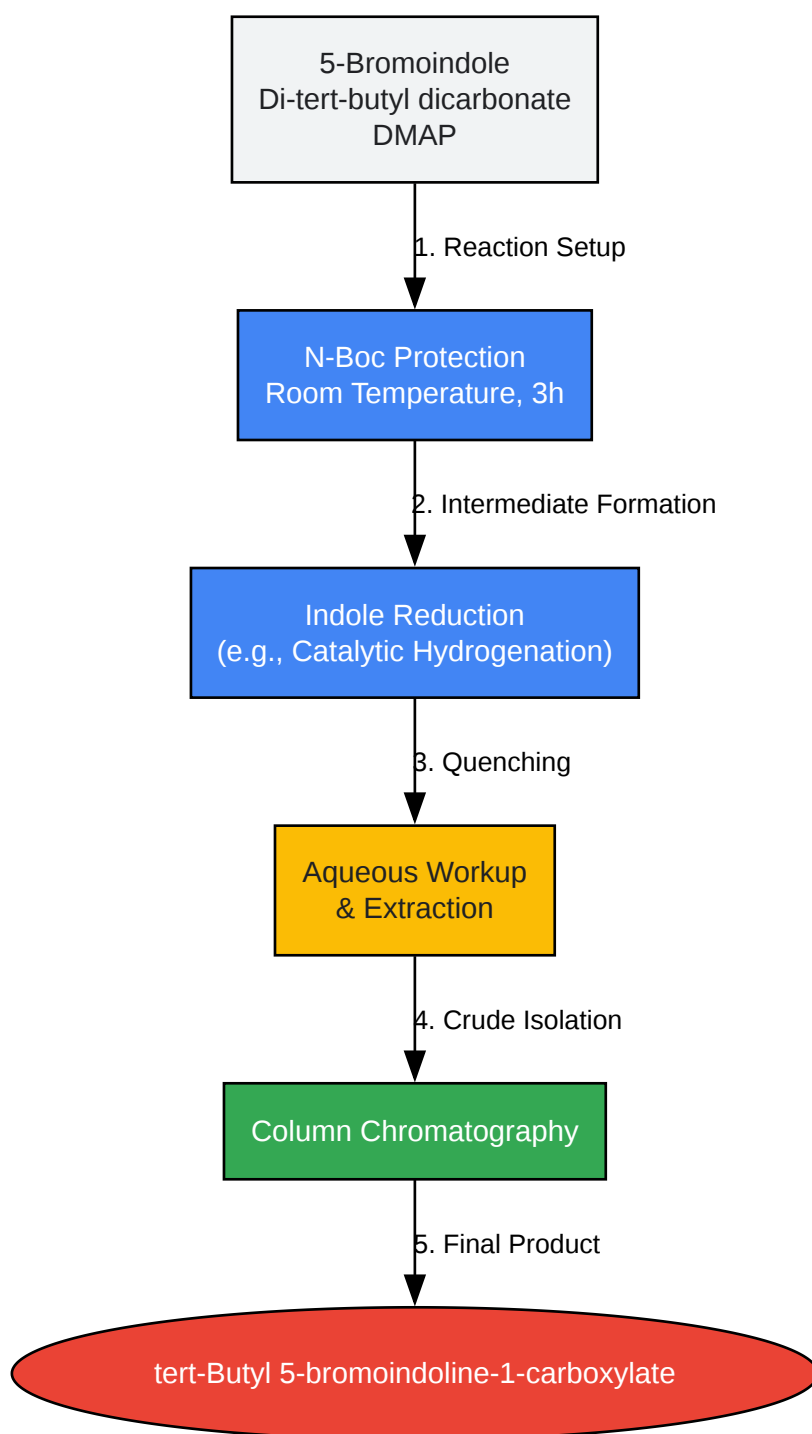 5-Bromoindole
Di-tert-butyl dicarbonate
DMAP
1. Reaction Setup
N-Boc Protection
Room Temperature, 3h
2. Intermediate Formation
Indole Reduction
(e.g., Catalytic Hydrogenation)
3. Quenching
Aqueous Workup
& Extraction
4. Crude Isolation
Column Chromatography
5. Final Product
tert-Butyl 5-bromoindoline-1-carboxylate